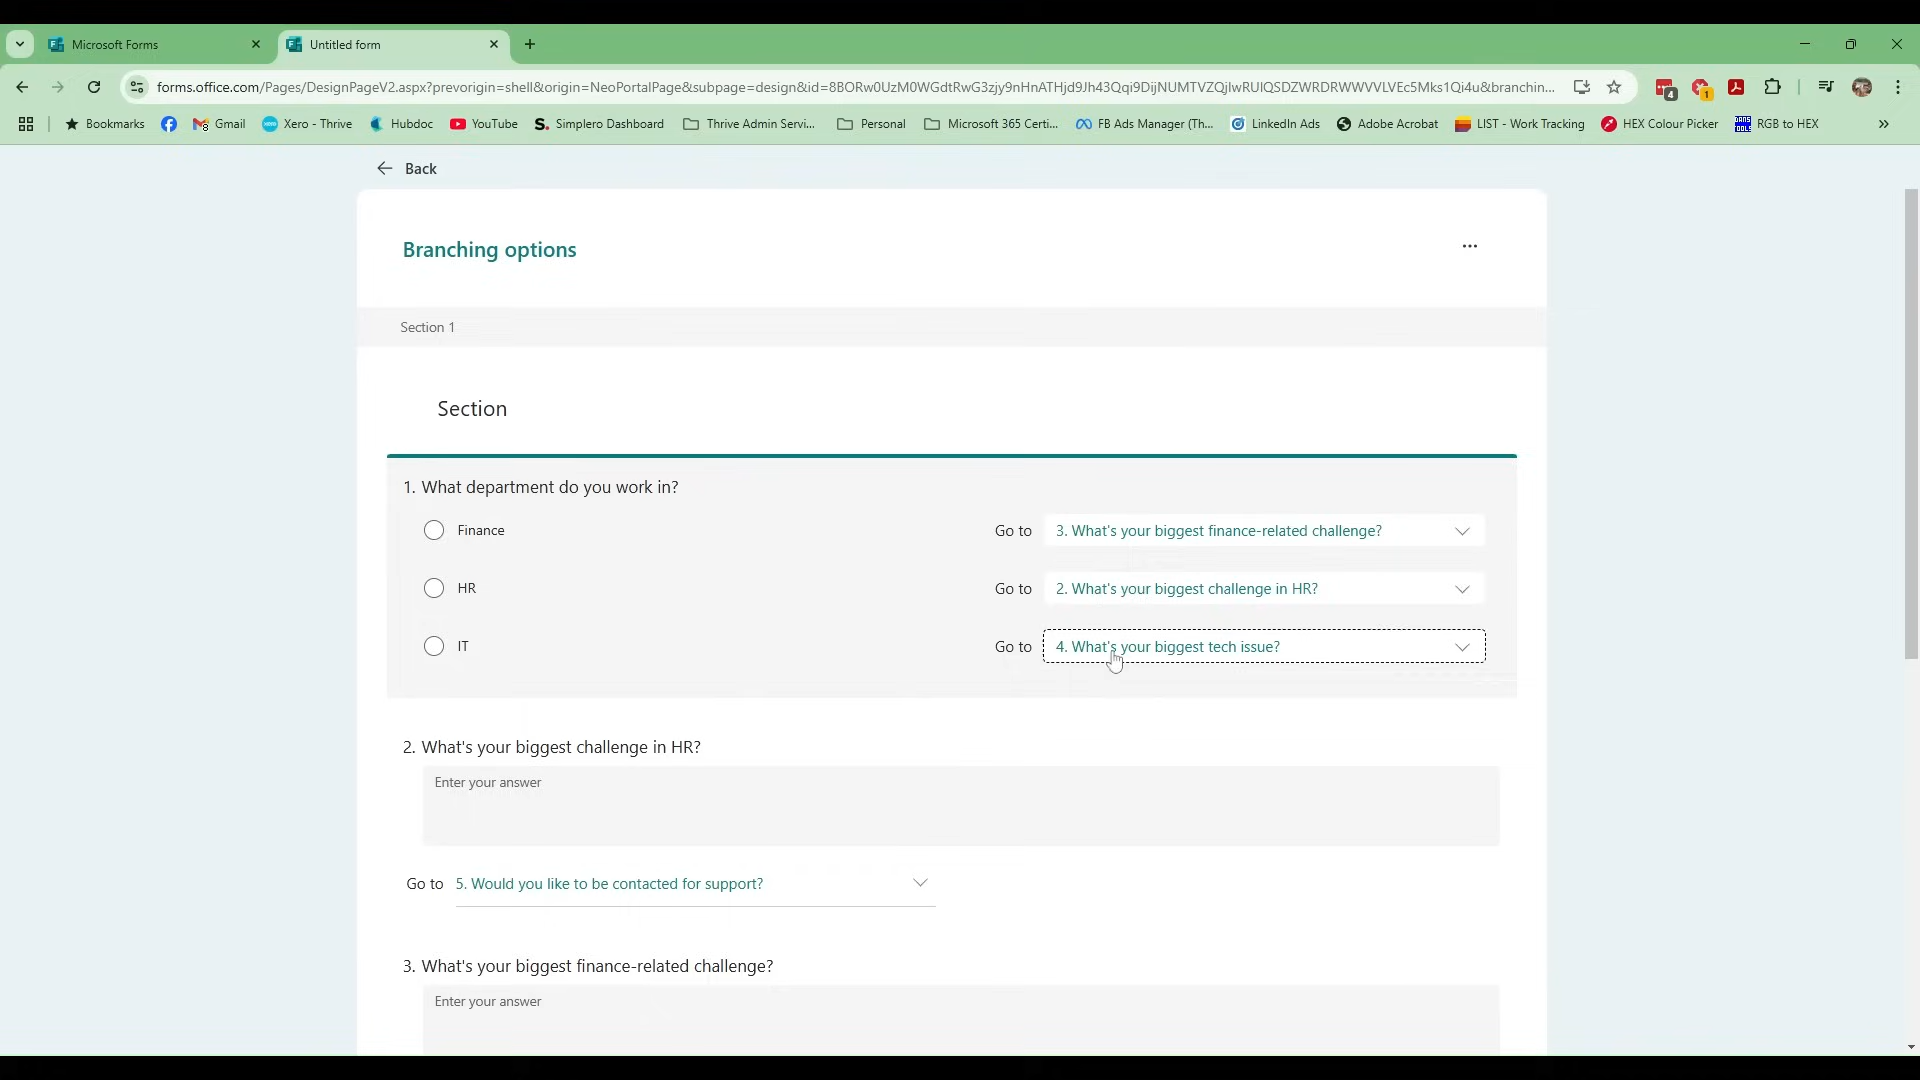 Microsoft Forms
Untitled form
forms.office.com/Pages/DesignPageV2.aspx?prevorigin=shell&origin=NeoPortalPage&subpage=design&id=8BORw0UzM0WGdtRwG3zjy9nHnATHjd9Jh43Qqi9DijNUMTVZQjIwRUlQSDZWRDRWWVVLVEc5Mks1Qi4u&branchin...
4
1
Bookmarks
Gmail
Xero - Thrive
Hubdoc
YouTube
S. Simplero Dashboard
Thrive Admin Servi...
Personal
Microsoft 365 Certi...
FB Ads Manager (Th...
LinkedIn Ads
Adobe Acrobat
LIST - Work Tracking
HEX Colour Picker
RGB to HEX
Back
Branching options
Section 1
Section
1. What department do you work in?
Finance
Go to
3. What's your biggest finance-related challenge?
HR
Go to
2. What's your biggest challenge in HR?
IT
Go to
4. What's your biggest tech issue?
2. What's your biggest challenge in HR?
Enter your answer
Go to
5. Would you like to be contacted for support?
3. What's your biggest finance-related challenge?
Enter your answer